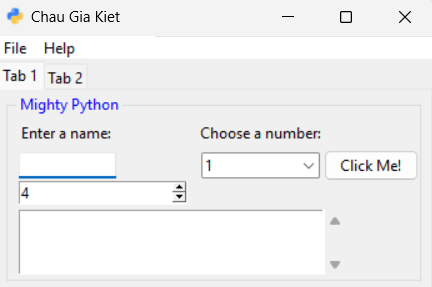 Chau Gia Kiet
File Help
Tab 1 Tab 2
Mighty Python
Enter a name: Choose a number:
1 Click Me!
4